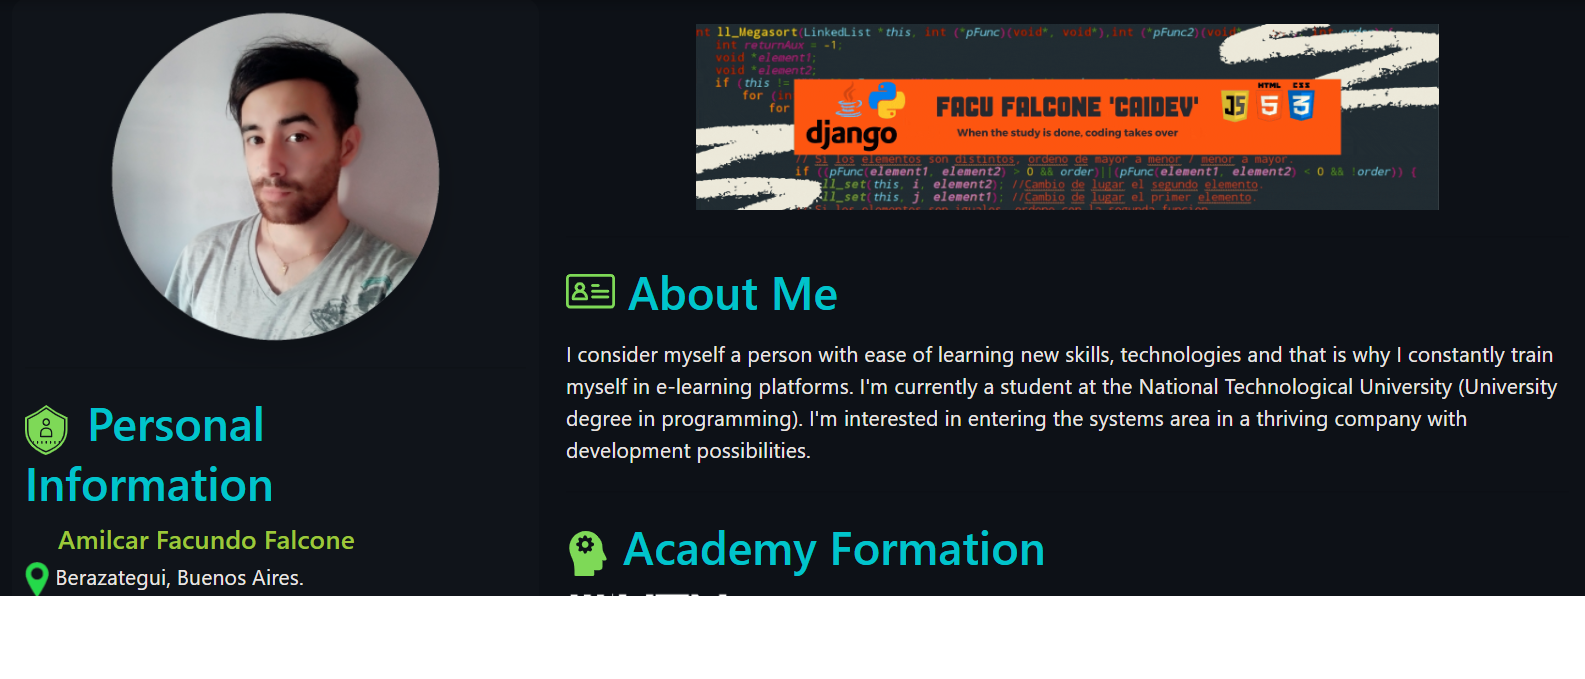 Personal
Information
Amilcar Facundo Falcone
Berazategui, Buenos Aires.
nt ll_Megasort(LinkedList *this, int (*pFunc)(void*, void*),int (*pFunc2)(void*
int returnAux = -1;
void *element1;
void *element2;
if (this !=
for (in
for
HTML CSS
JS 5 3
FACU FALCONE 'CAIDEV'
django
When the study is done, coding takes over
// Si los elementos son distintos, ordeno de mayor a menor / menor a mayor.
if ((pFunc(element1, element2) > 0 && order)||(pFunc(element1, element2) < 0 && !order)) {
ll_set(this, i, element2); //Cambio de lugar el segundo elemento.
ll_set(this, j, element1); //Cambio de lugar el primer elemento.
About Me
I consider myself a person with ease of learning new skills, technologies and that is why I constantly train
myself in e-learning platforms. I'm currently a student at the National Technological University (University
degree in programming). I'm interested in entering the systems area in a thriving company with
development possibilities.
Academy Formation